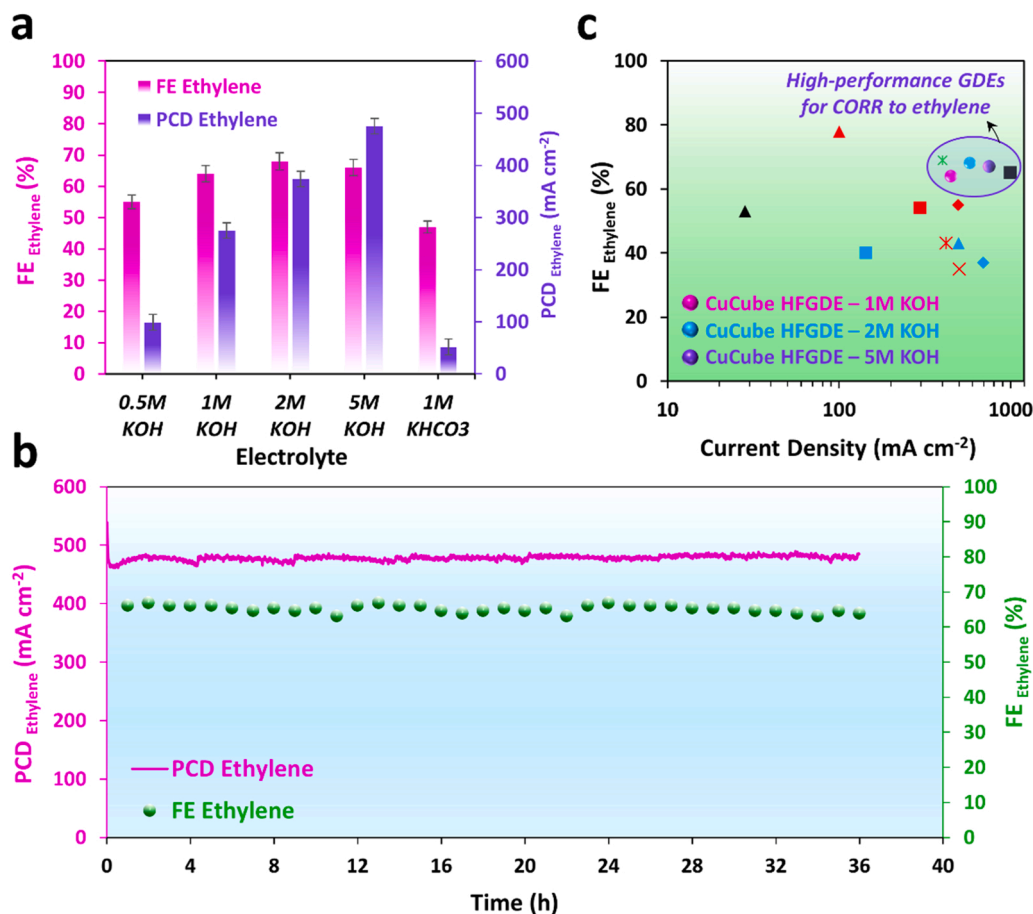 a
FE Ethylene (%)
100
90
80
70
60
50
40
30
20
10
0
FE Ethylene
PCD Ethylene
600
500
400
300
200
100
0
PCD Ethylene (mA cm-2)
0.5M KOH
1M KOH
2M KOH
5M KOH
1M KHCO3
Electrolyte
c
FE Ethylene (%)
100
80
60
40
20
0
High-performance GDEs
for CORR to ethylene
CuCube HFGDE – 1M KOH
CuCube HFGDE – 2M KOH
CuCube HFGDE – 5M KOH
10
100
1000
1200
Current Density (mA cm-2)
b
PCD Ethylene (mA cm-2)
600
500
400
300
200
100
0
PCD Ethylene
FE Ethylene
100
90
80
70
60
50
40
30
20
10
0
FE Ethylene (%)
0 4 8 12 16 20 24 28 32 36 40
Time (h)